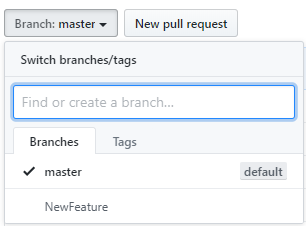 Branch: master New pull request
Switch branches/tags
Find or create a branch...
Branches Tags
master default
NewFeature